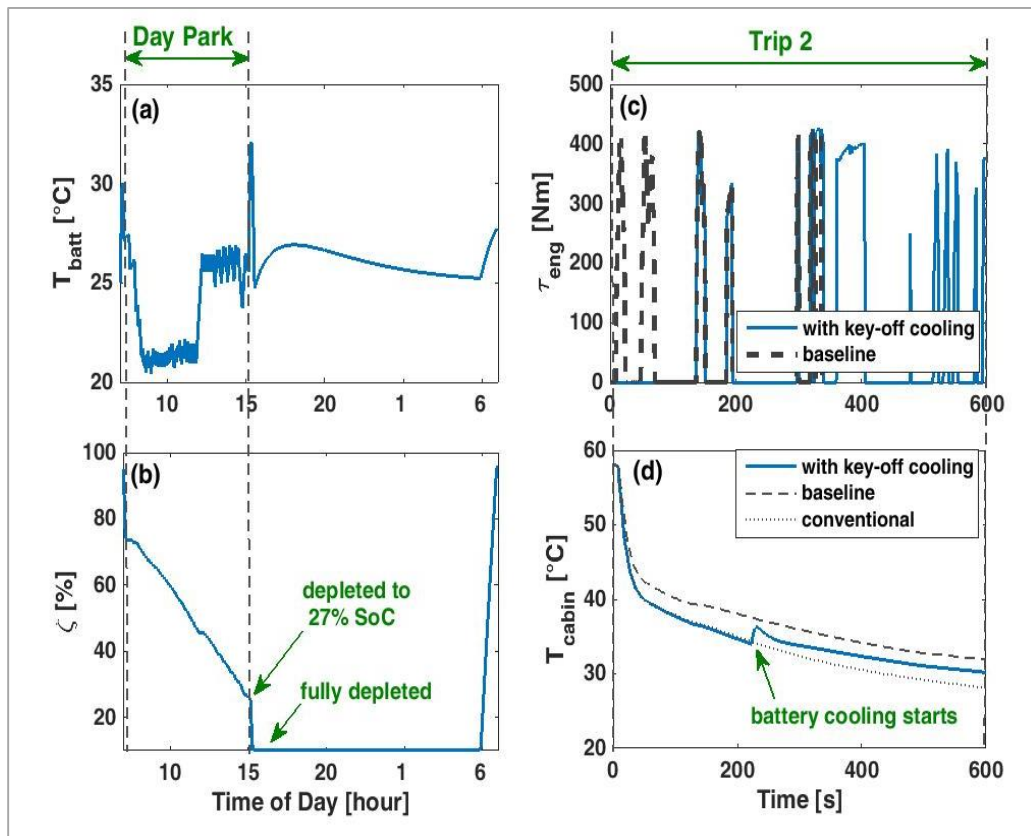 Day Park
(a)
35
30
25
20
T_batt [°C]
10
15
20
1
6
(b)
100
80
60
40
20
ζ [%]
depleted to
27% SoC
fully depleted
10
15
20
1
6
Time of Day [hour]
Trip 2
(c)
500
400
300
200
100
0
τ_eng [Nm]
with key-off cooling
baseline
0
200
400
600
(d)
60
50
40
30
20
T_cabin [°C]
with key-off cooling
baseline
conventional
battery cooling starts
0
200
400
600
Time [s]